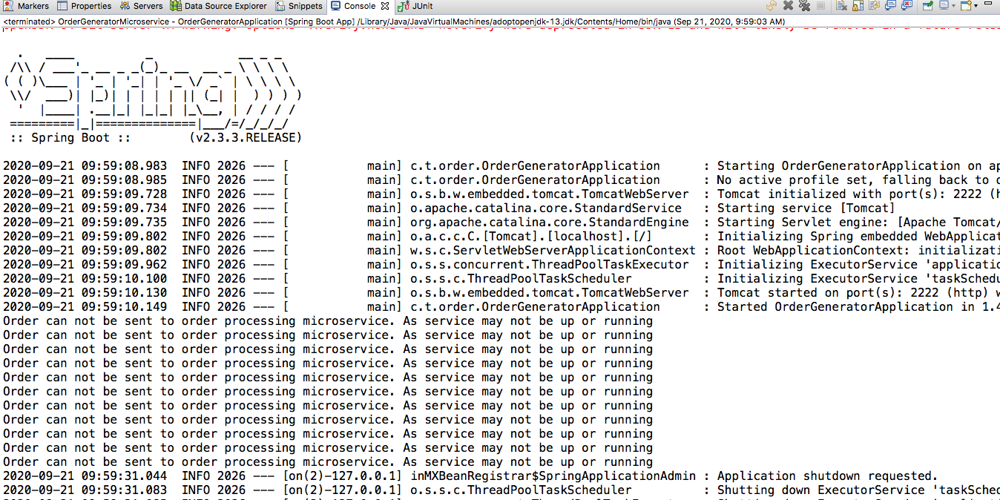 Markers Properties Servers Data Source Explorer Snippets Console JUnit
<terminated> OrderGeneratorMicroservice - OrderGeneratorApplication [Spring Boot App] /Library/Java/JavaVirtualMachines/adoptopenjdk-13.jdk/Contents/Home/bin/java (Sep 21, 2020, 9:59:03 AM)
:: Spring Boot :: (v2.3.3.RELEASE)
2020-09-21 09:59:08.983 INFO 2026 --- [ main] c.t.order.OrderGeneratorApplication : Starting OrderGeneratorApplication on ap
2020-09-21 09:59:08.985 INFO 2026 --- [ main] c.t.order.OrderGeneratorApplication : No active profile set, falling back to d
2020-09-21 09:59:09.728 INFO 2026 --- [ main] o.s.b.w.embedded.tomcat.TomcatWebServer : Tomcat initialized with port(s): 2222 (h
2020-09-21 09:59:09.734 INFO 2026 --- [ main] o.apache.catalina.core.StandardService : Starting service [Tomcat]
2020-09-21 09:59:09.735 INFO 2026 --- [ main] org.apache.catalina.core.StandardEngine : Starting Servlet engine: [Apache Tomcat/
2020-09-21 09:59:09.802 INFO 2026 --- [ main] o.a.c.c.C.[Tomcat].[localhost].[/] : Initializing Spring embedded WebApplicat
2020-09-21 09:59:09.802 INFO 2026 --- [ main] w.s.c.ServletWebServerApplicationContext : Root WebApplicationContext: initializati
2020-09-21 09:59:09.962 INFO 2026 --- [ main] o.s.s.concurrent.ThreadPoolTaskExecutor : Initializing ExecutorService 'applicatio
2020-09-21 09:59:10.100 INFO 2026 --- [ main] o.s.s.c.ThreadPoolTaskScheduler : Initializing ExecutorService 'taskSchedu
2020-09-21 09:59:10.130 INFO 2026 --- [ main] o.s.b.w.embedded.tomcat.TomcatWebServer : Tomcat started on port(s): 2222 (http) w
2020-09-21 09:59:10.149 INFO 2026 --- [ main] c.t.order.OrderGeneratorApplication : Started OrderGeneratorApplication in 1.4
Order can not be sent to order processing microservice. As service may not be up or running
Order can not be sent to order processing microservice. As service may not be up or running
Order can not be sent to order processing microservice. As service may not be up or running
Order can not be sent to order processing microservice. As service may not be up or running
Order can not be sent to order processing microservice. As service may not be up or running
Order can not be sent to order processing microservice. As service may not be up or running
Order can not be sent to order processing microservice. As service may not be up or running
Order can not be sent to order processing microservice. As service may not be up or running
Order can not be sent to order processing microservice. As service may not be up or running
Order can not be sent to order processing microservice. As service may not be up or running
Order can not be sent to order processing microservice. As service may not be up or running
2020-09-21 09:59:31.044 INFO 2026 --- [on(2)-127.0.0.1] inMXBeanRegistrar$SpringApplicationAdmin : Application shutdown requested.
2020-09-21 09:59:31.083 INFO 2026 --- [on(2)-127.0.0.1] o.s.s.c.ThreadPoolTaskScheduler : Shutting down ExecutorService 'taskSched